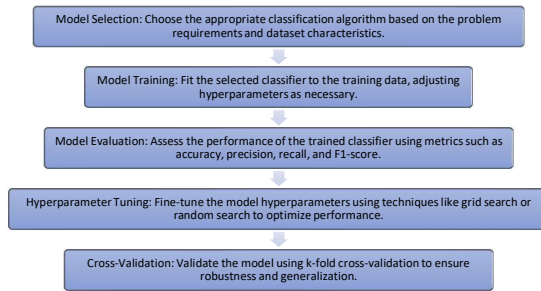 Model Selection: Choose the appropriate classification algorithm based on the problem
requirements and dataset characteristics.
Model Training: Fit the selected classifier to the training data, adjusting
hyperparameters as necessary.
Model Evaluation: Assess the performance of the trained classifier using metrics such as
accuracy, precision, recall, and F1-score.
Hyperparameter Tuning: Fine-tune the model hyperparameters using techniques like grid search or
random search to optimize performance.
Cross-Validation: Validate the model using k-fold cross-validation to ensure
robustness and generalization.